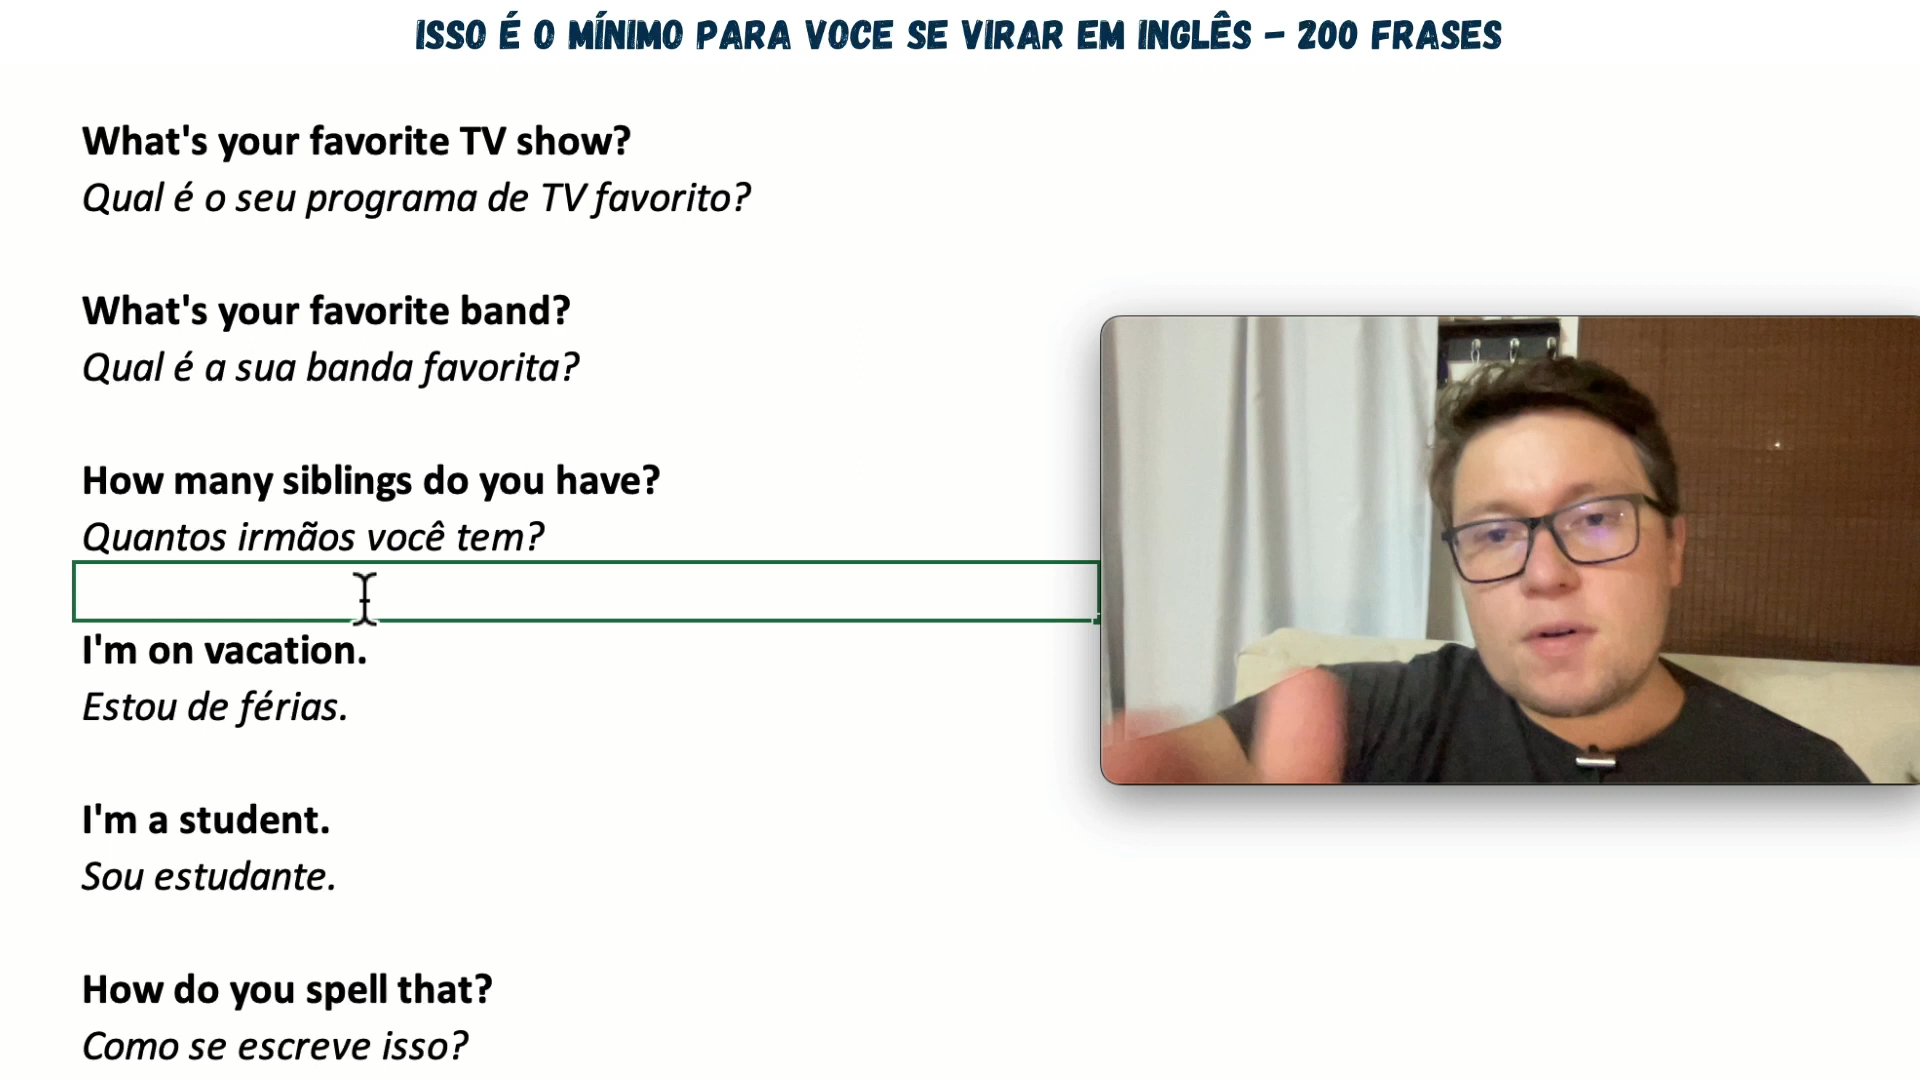 ISSO É O MÍNIMO PARA VOCE SE VIRAR EM INGLÊS – 200 FRASES
What's your favorite TV show?
Qual é o seu programa de TV favorito?
What's your favorite band?
Qual é a sua banda favorita?
How many siblings do you have?
Quantos irmãos você tem?
I'm on vacation.
Estou de férias.
I'm a student.
Sou estudante.
How do you spell that?
Como se escreve isso?